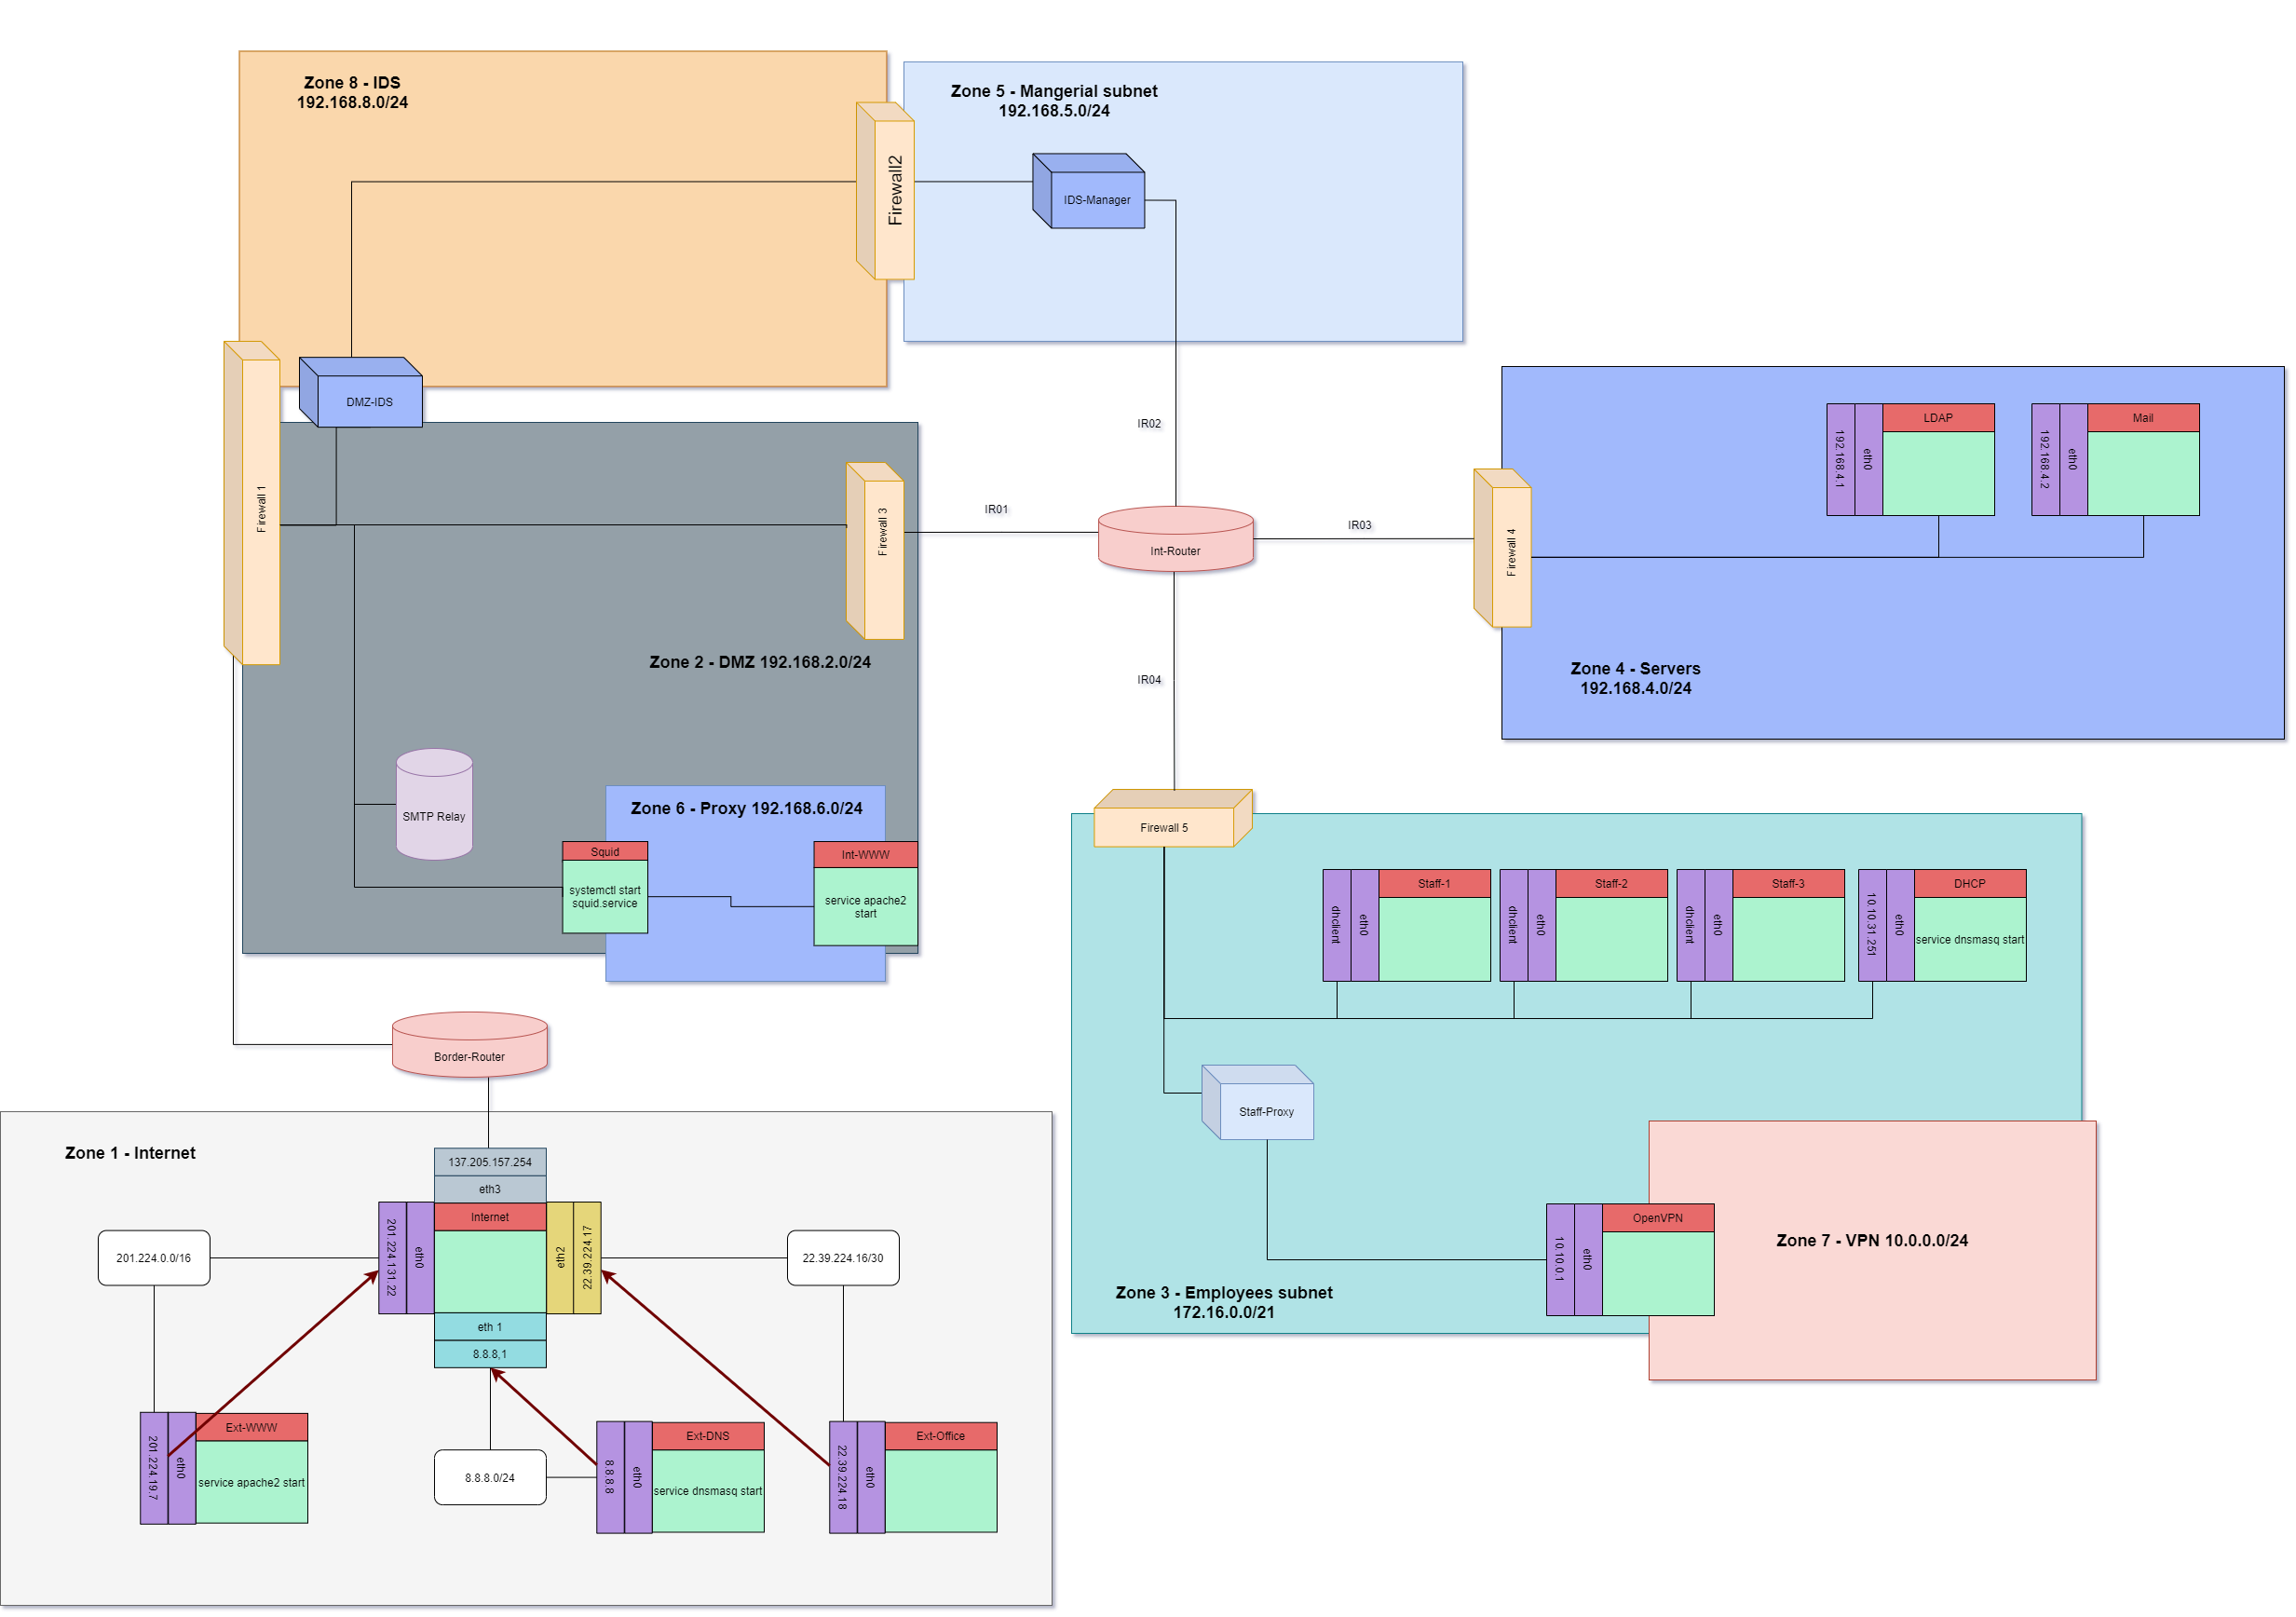 Zone 8 - IDS
192.168.8.0/24
Zone 5 - Mangerial subnet
192.168.5.0/24
Firewall2
IDS-Manager
DMZ-IDS
Firewall 1
Firewall 3
Zone 2 - DMZ 192.168.2.0/24
IR01
IR02
IR03
IR04
Int-Router
Firewall 4
192.168.4.1
eth0
LDAP
192.168.4.2
eth0
Mail
Zone 4 - Servers
192.168.4.0/24
SMTP Relay
Zone 6 - Proxy 192.168.6.0/24
Squid
systemctl start
squid.service
Int-WWW
service apache2
start
Firewall 5
dhclient
eth0
Staff-1
dhclient
eth0
Staff-2
dhclient
eth0
Staff-3
10.10.31.251
eth0
DHCP
service dnsmasq start
Staff-Proxy
10.10.0.1
eth0
OpenVPN
Zone 7 - VPN 10.0.0.0/24
Zone 3 - Employees subnet
172.16.0.0/21
Border-Router
Zone 1 - Internet
137.205.157.254
eth3
201.224.131.22
eth0
Internet
eth2
22.39.224.17
eth 1
8.8.8,1
201.224.0.0/16
22.39.224.16/30
8.8.8.0/24
201.224.19.7
eth0
Ext-WWW
service apache2 start
8.8.8.8
eth0
Ext-DNS
service dnsmasq start
22.39.224.18
eth0
Ext-Office